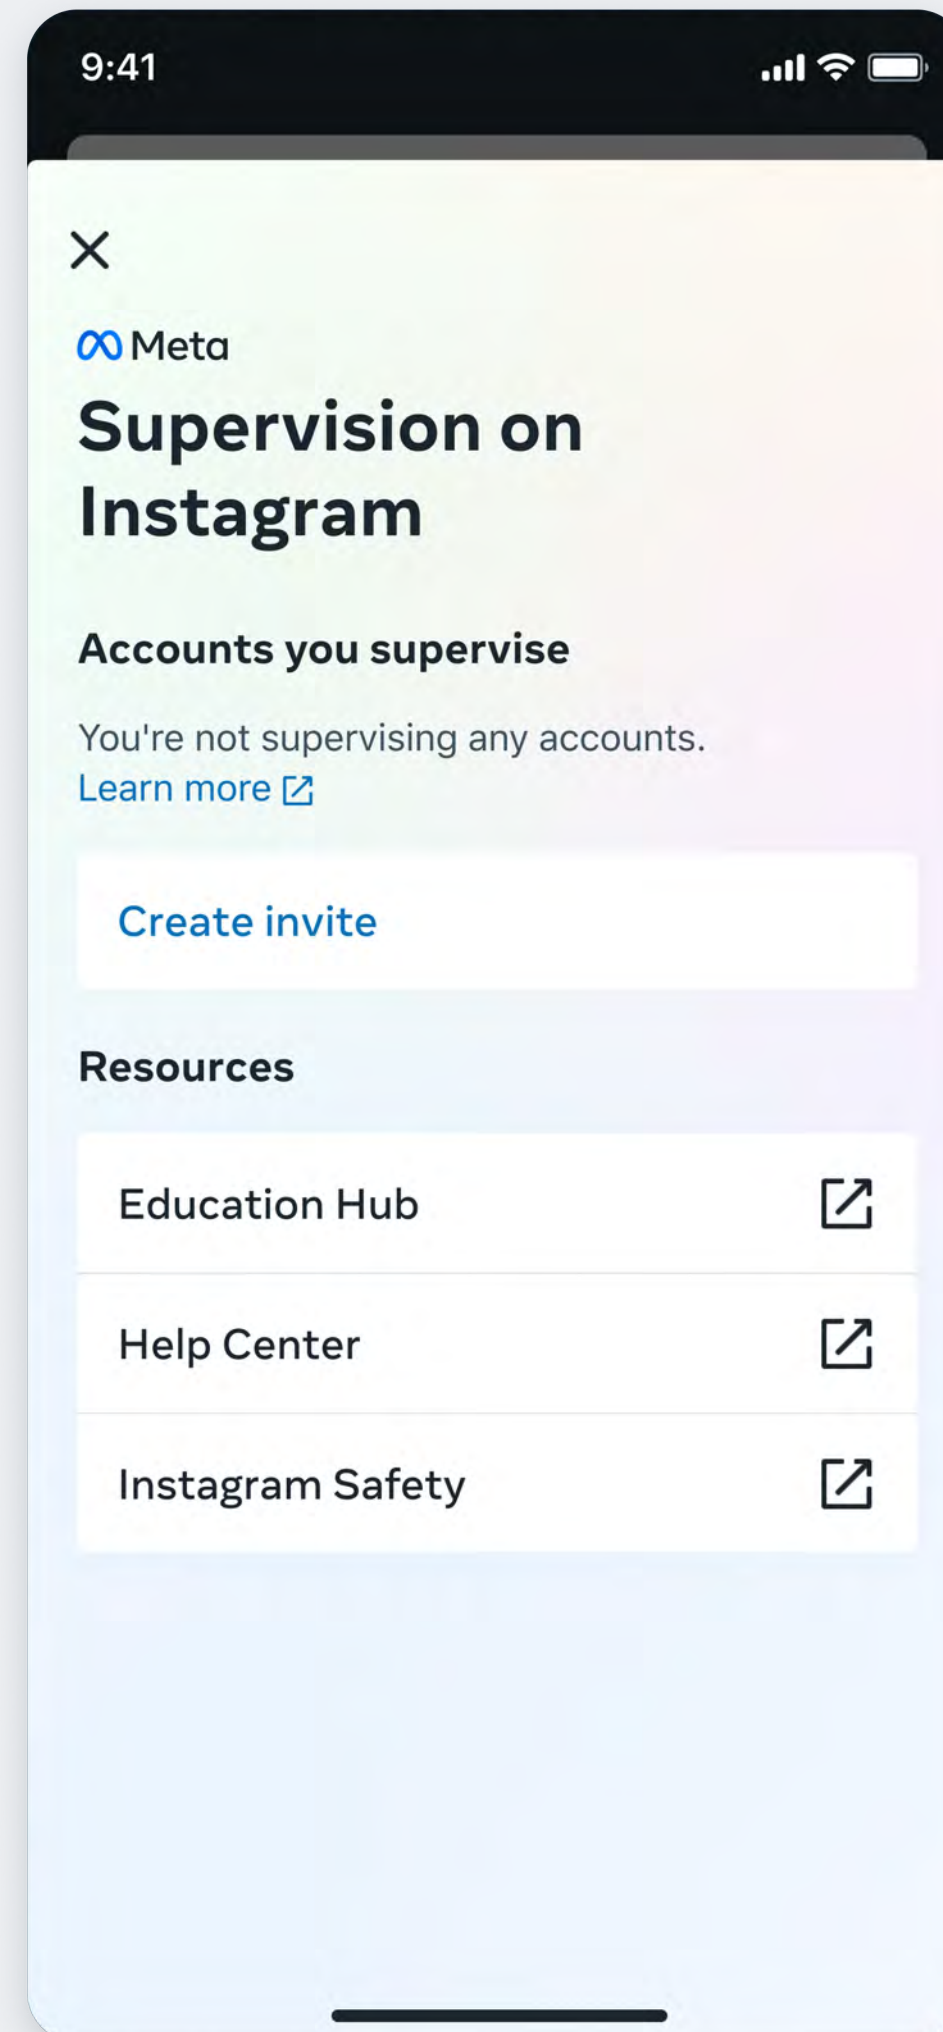 9:41
Meta
Supervision on
Instagram
Accounts you supervise
You're not supervising any accounts.
Learn more
Create invite
Resources
Education Hub
Help Center
Instagram Safety